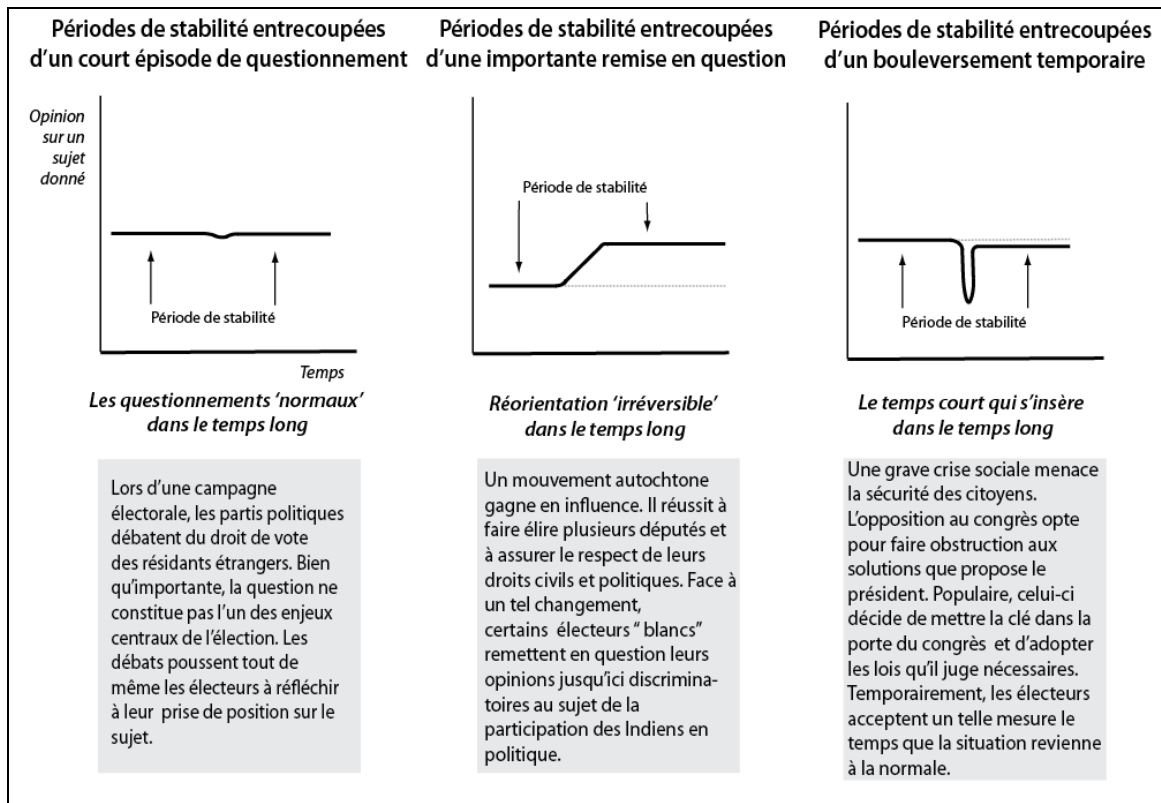 Périodes de stabilité entrecoupées
d'un court épisode de questionnement
Opinion
sur un
sujet
donné
Période de stabilité
Temps
Les questionnements 'normaux'
dans le temps long
Lors d'une campagne
électorale, les partis politiques
débatent du droit de vote
des résidants étrangers. Bien
qu'importante, la question ne
constitue pas l'un des enjeux
centraux de l'élection. Les
débats poussent tout de
même les électeurs à réfléchir
à leur prise de position sur le
sujet.
Périodes de stabilité entrecoupées
d'une importante remise en question
Période de stabilité
Réorientation 'irréversible'
dans le temps long
Un mouvement autochtone
gagne en influence. Il réussit à
faire élire plusieurs députés et
à assurer le respect de leurs
droits civils et politiques. Face à
un tel changement,
certains électeurs " blancs"
remettent en question leurs
opinions jusqu'ici discrimina-
toires au sujet de la
participation des Indiens en
politique.
Périodes de stabilité entrecoupées
d'un bouleversement temporaire
Période de stabilité
Le temps court qui s'insère
dans le temps long
Une grave crise sociale menace
la sécurité des citoyens.
L'opposition au congrès opte
pour faire obstruction aux
solutions que propose le
président. Populaire, celui-ci
décide de mettre la clé dans la
porte du congrès et d'adopter
les lois qu'il juge nécessaires.
Temporairement, les électeurs
acceptent un telle mesure le
temps que la situation revienne
à la normale.